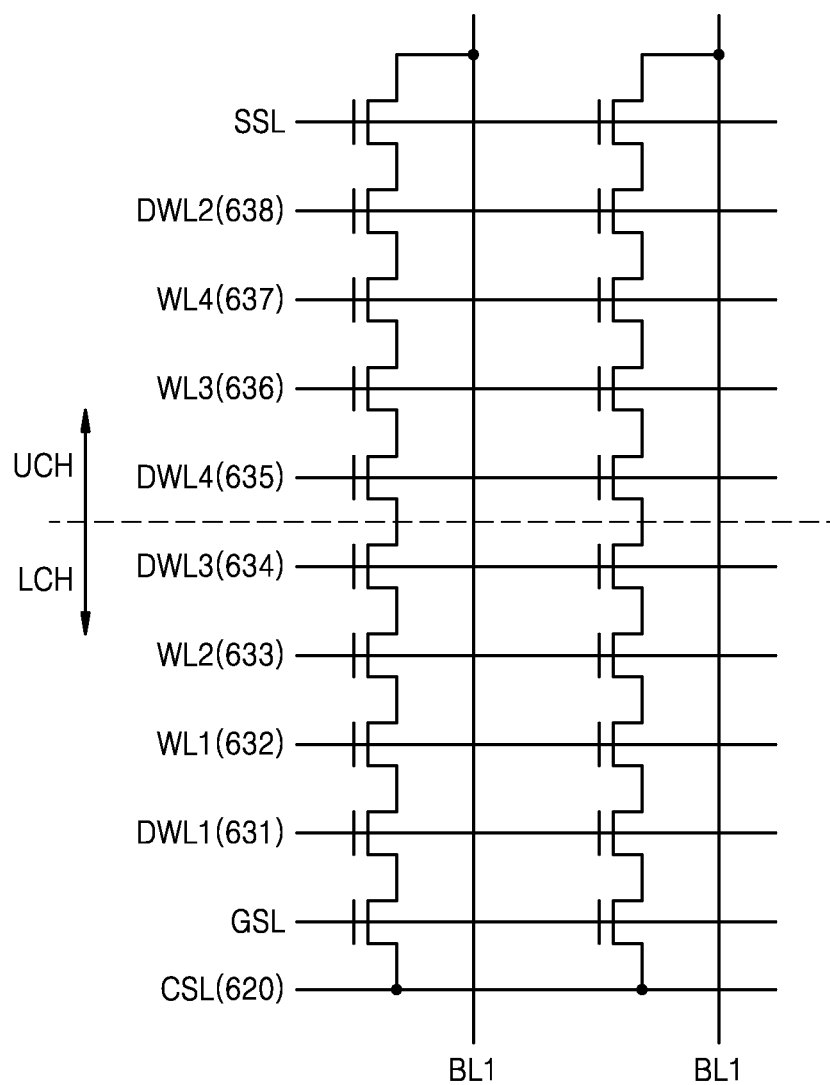 SSL
DWL2(638)
WL4(637)
WL3(636)
UCH
DWL4(635)
LCH
DWL3(634)
WL2(633)
WL1(632)
DWL1(631)
GSL
CSL(620)
BL1 BL1